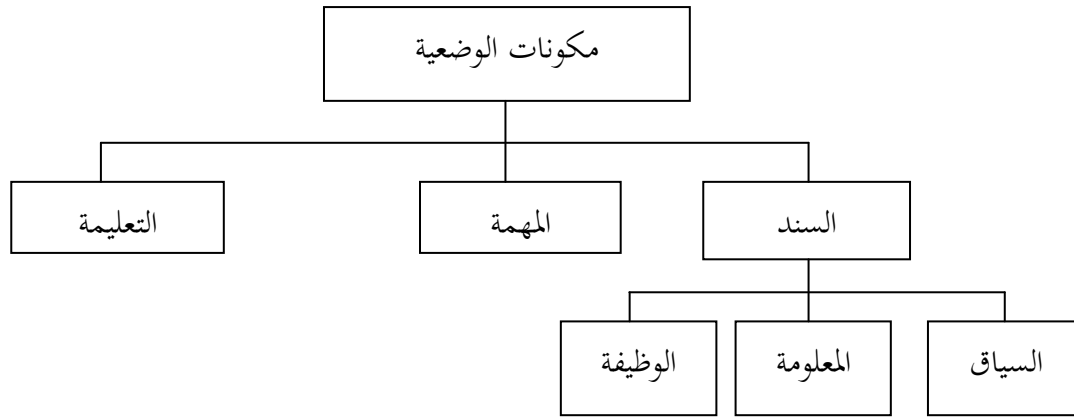 مكونات الوضعية
السند
المهمة
التعليمة
السياق
المعلومة
الوظيفة